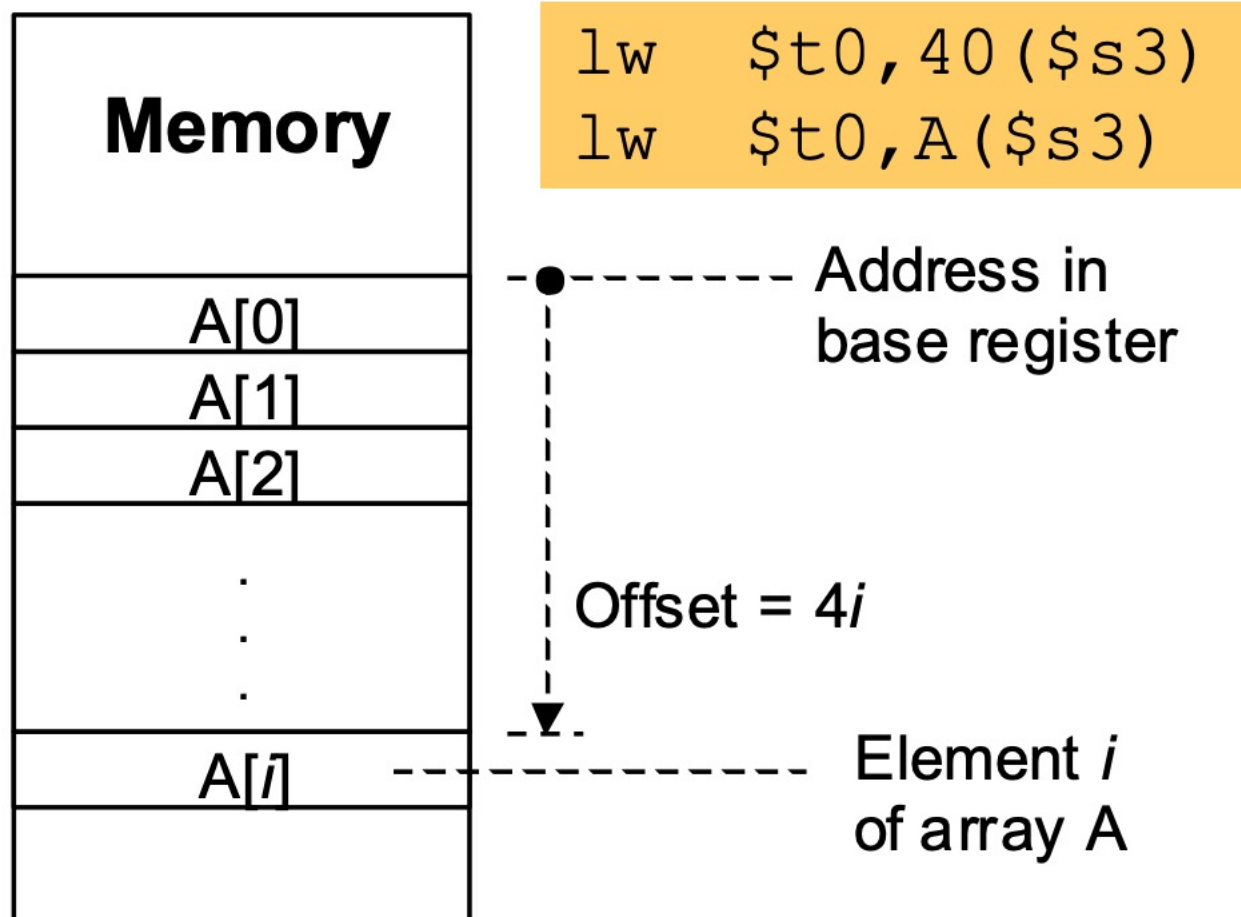 lw $t0,40($s3)
lw $t0,A($s3)
Memory
Address in
base register
A[0]
A[1]
A[2]
.
.
.
Offset = 4i
A[i]
Element i
of array A